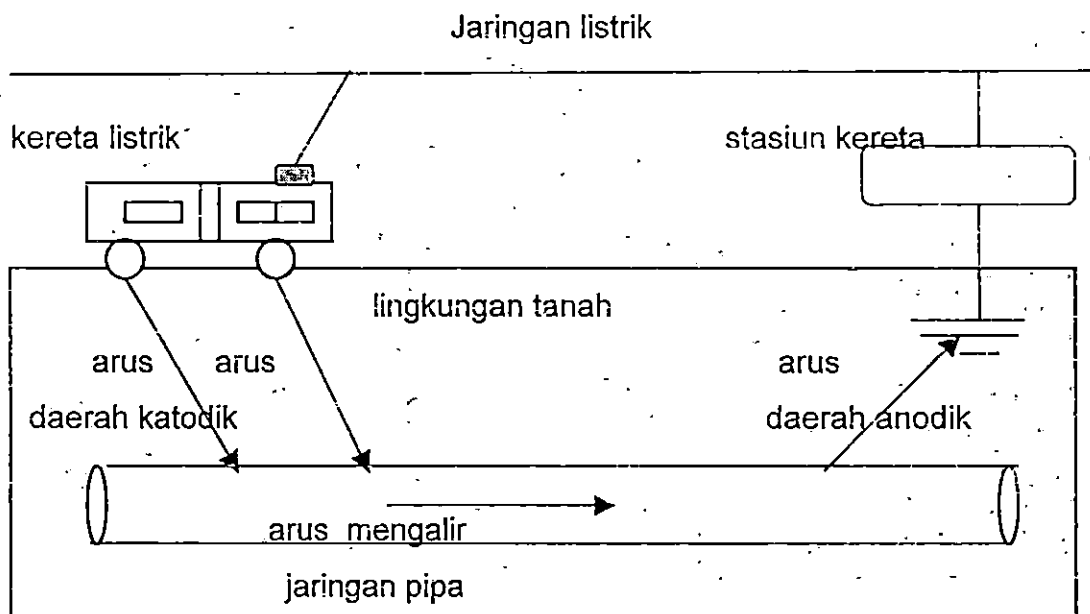 Jaringan listrik
kereta listrik
stasiun kereta
lingkungan tanah
arus
arus
arus
daerah katodik
daerah anodik
arus mengalir
jaringan pipa